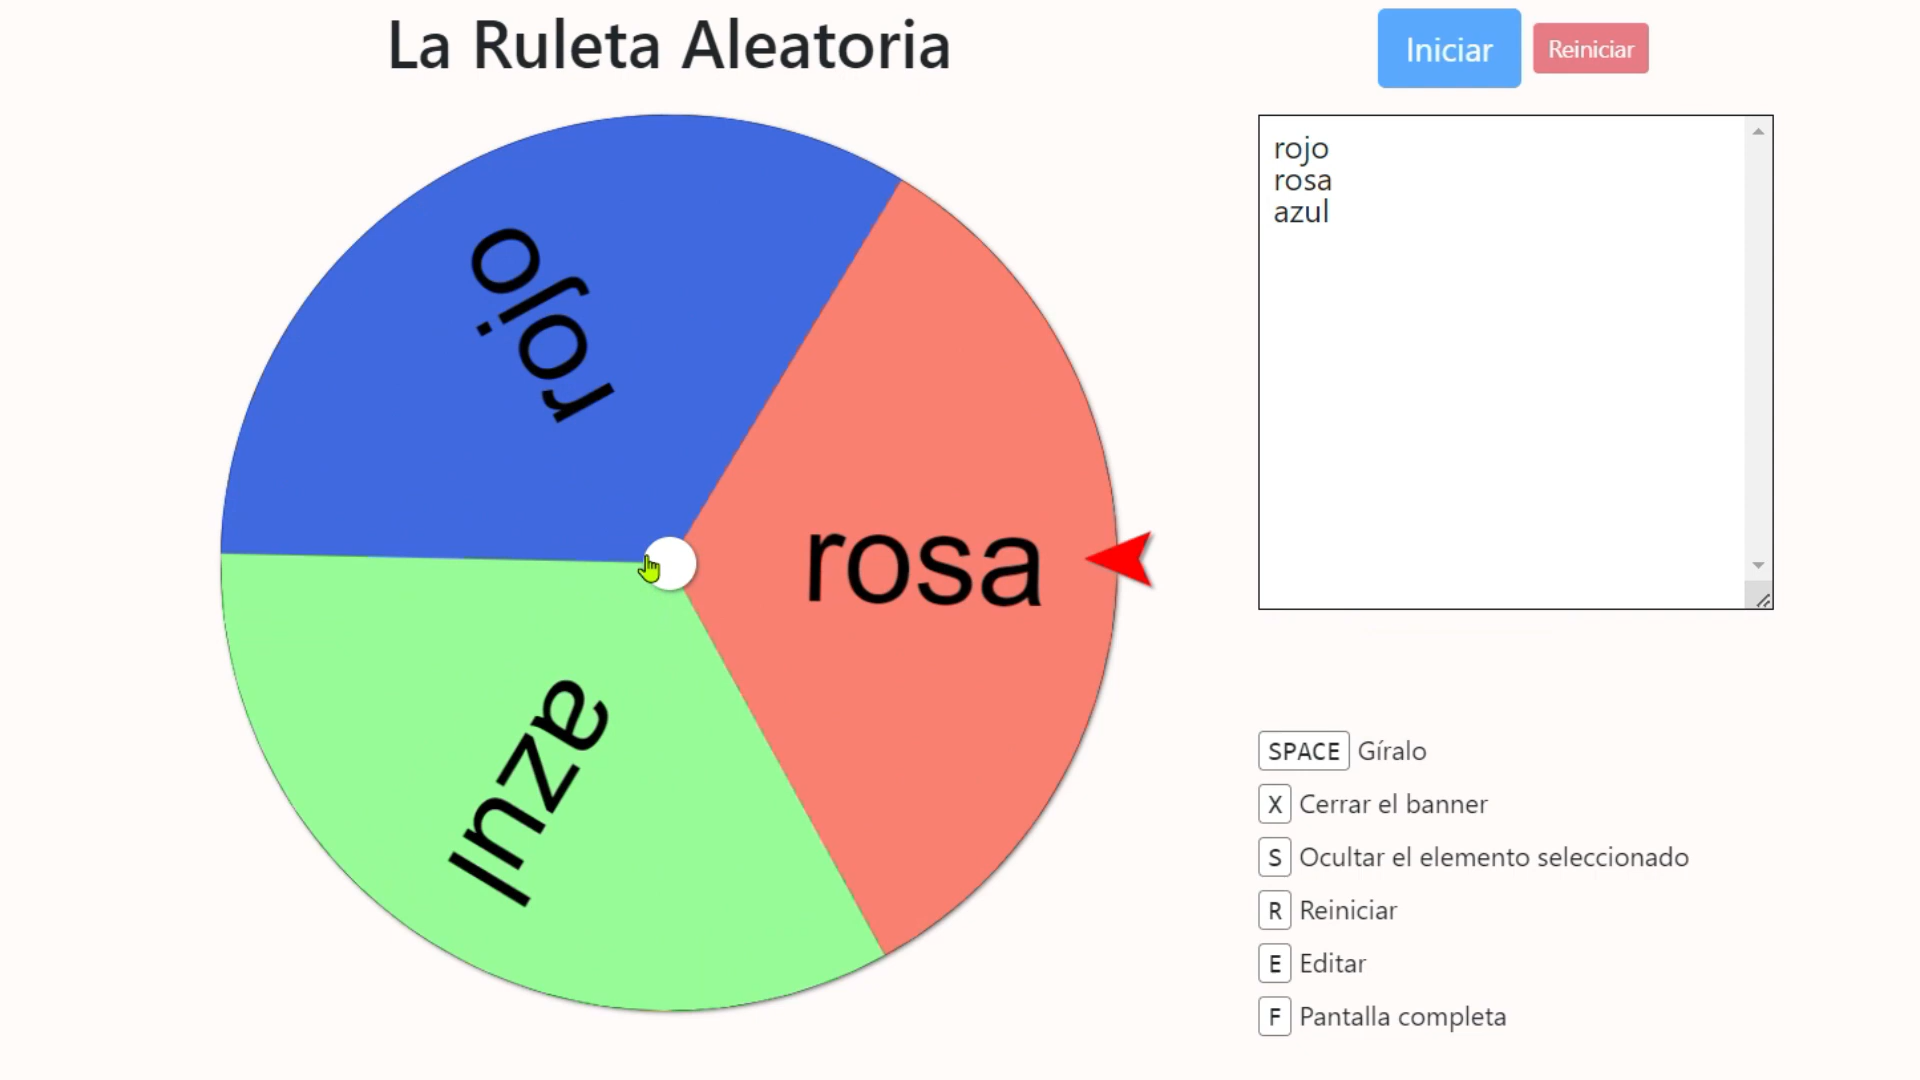 La Ruleta Aleatoria
Iniciar
Reiniciar
rojo
rosa
azul
rojo
rosa
azul
SPACE Gíralo
X Cerrar el banner
S Ocultar el elemento seleccionado
R Reiniciar
E Editar
F Pantalla completa